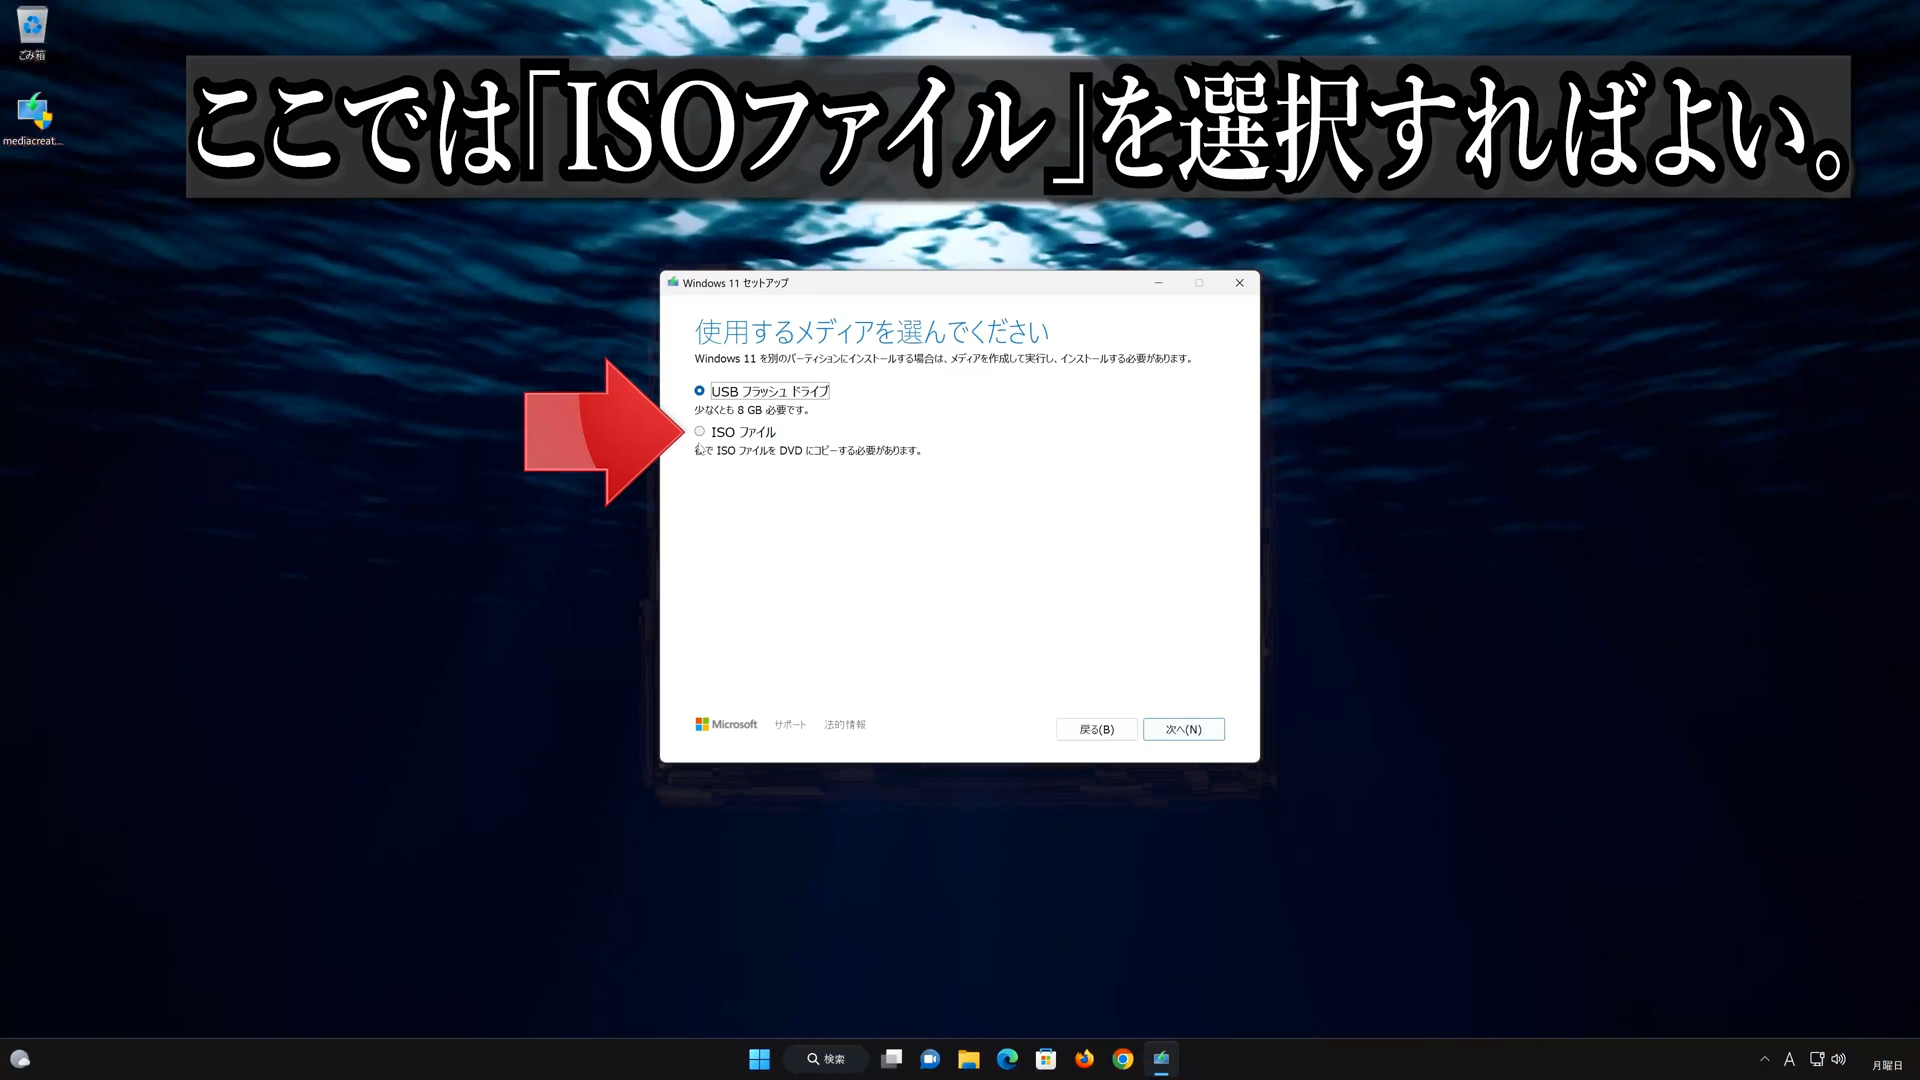 ごみ箱
mediacreat...
ここでは「ISOファイル」を選択すればよい。
Windows 11 セットアップ
使用するメディアを選んでください
Windows 11 を別のパーティションにインストールする場合は、メディアを作成して実行し、インストールする必要があります。
USB フラッシュ ドライブ
少なくとも 8 GB 必要です。
ISO ファイル
で ISO ファイルを DVD にコピーする必要があります。
Microsoft サポート 法的情報
戻る(B) 次へ(N)
検索
A
月曜日